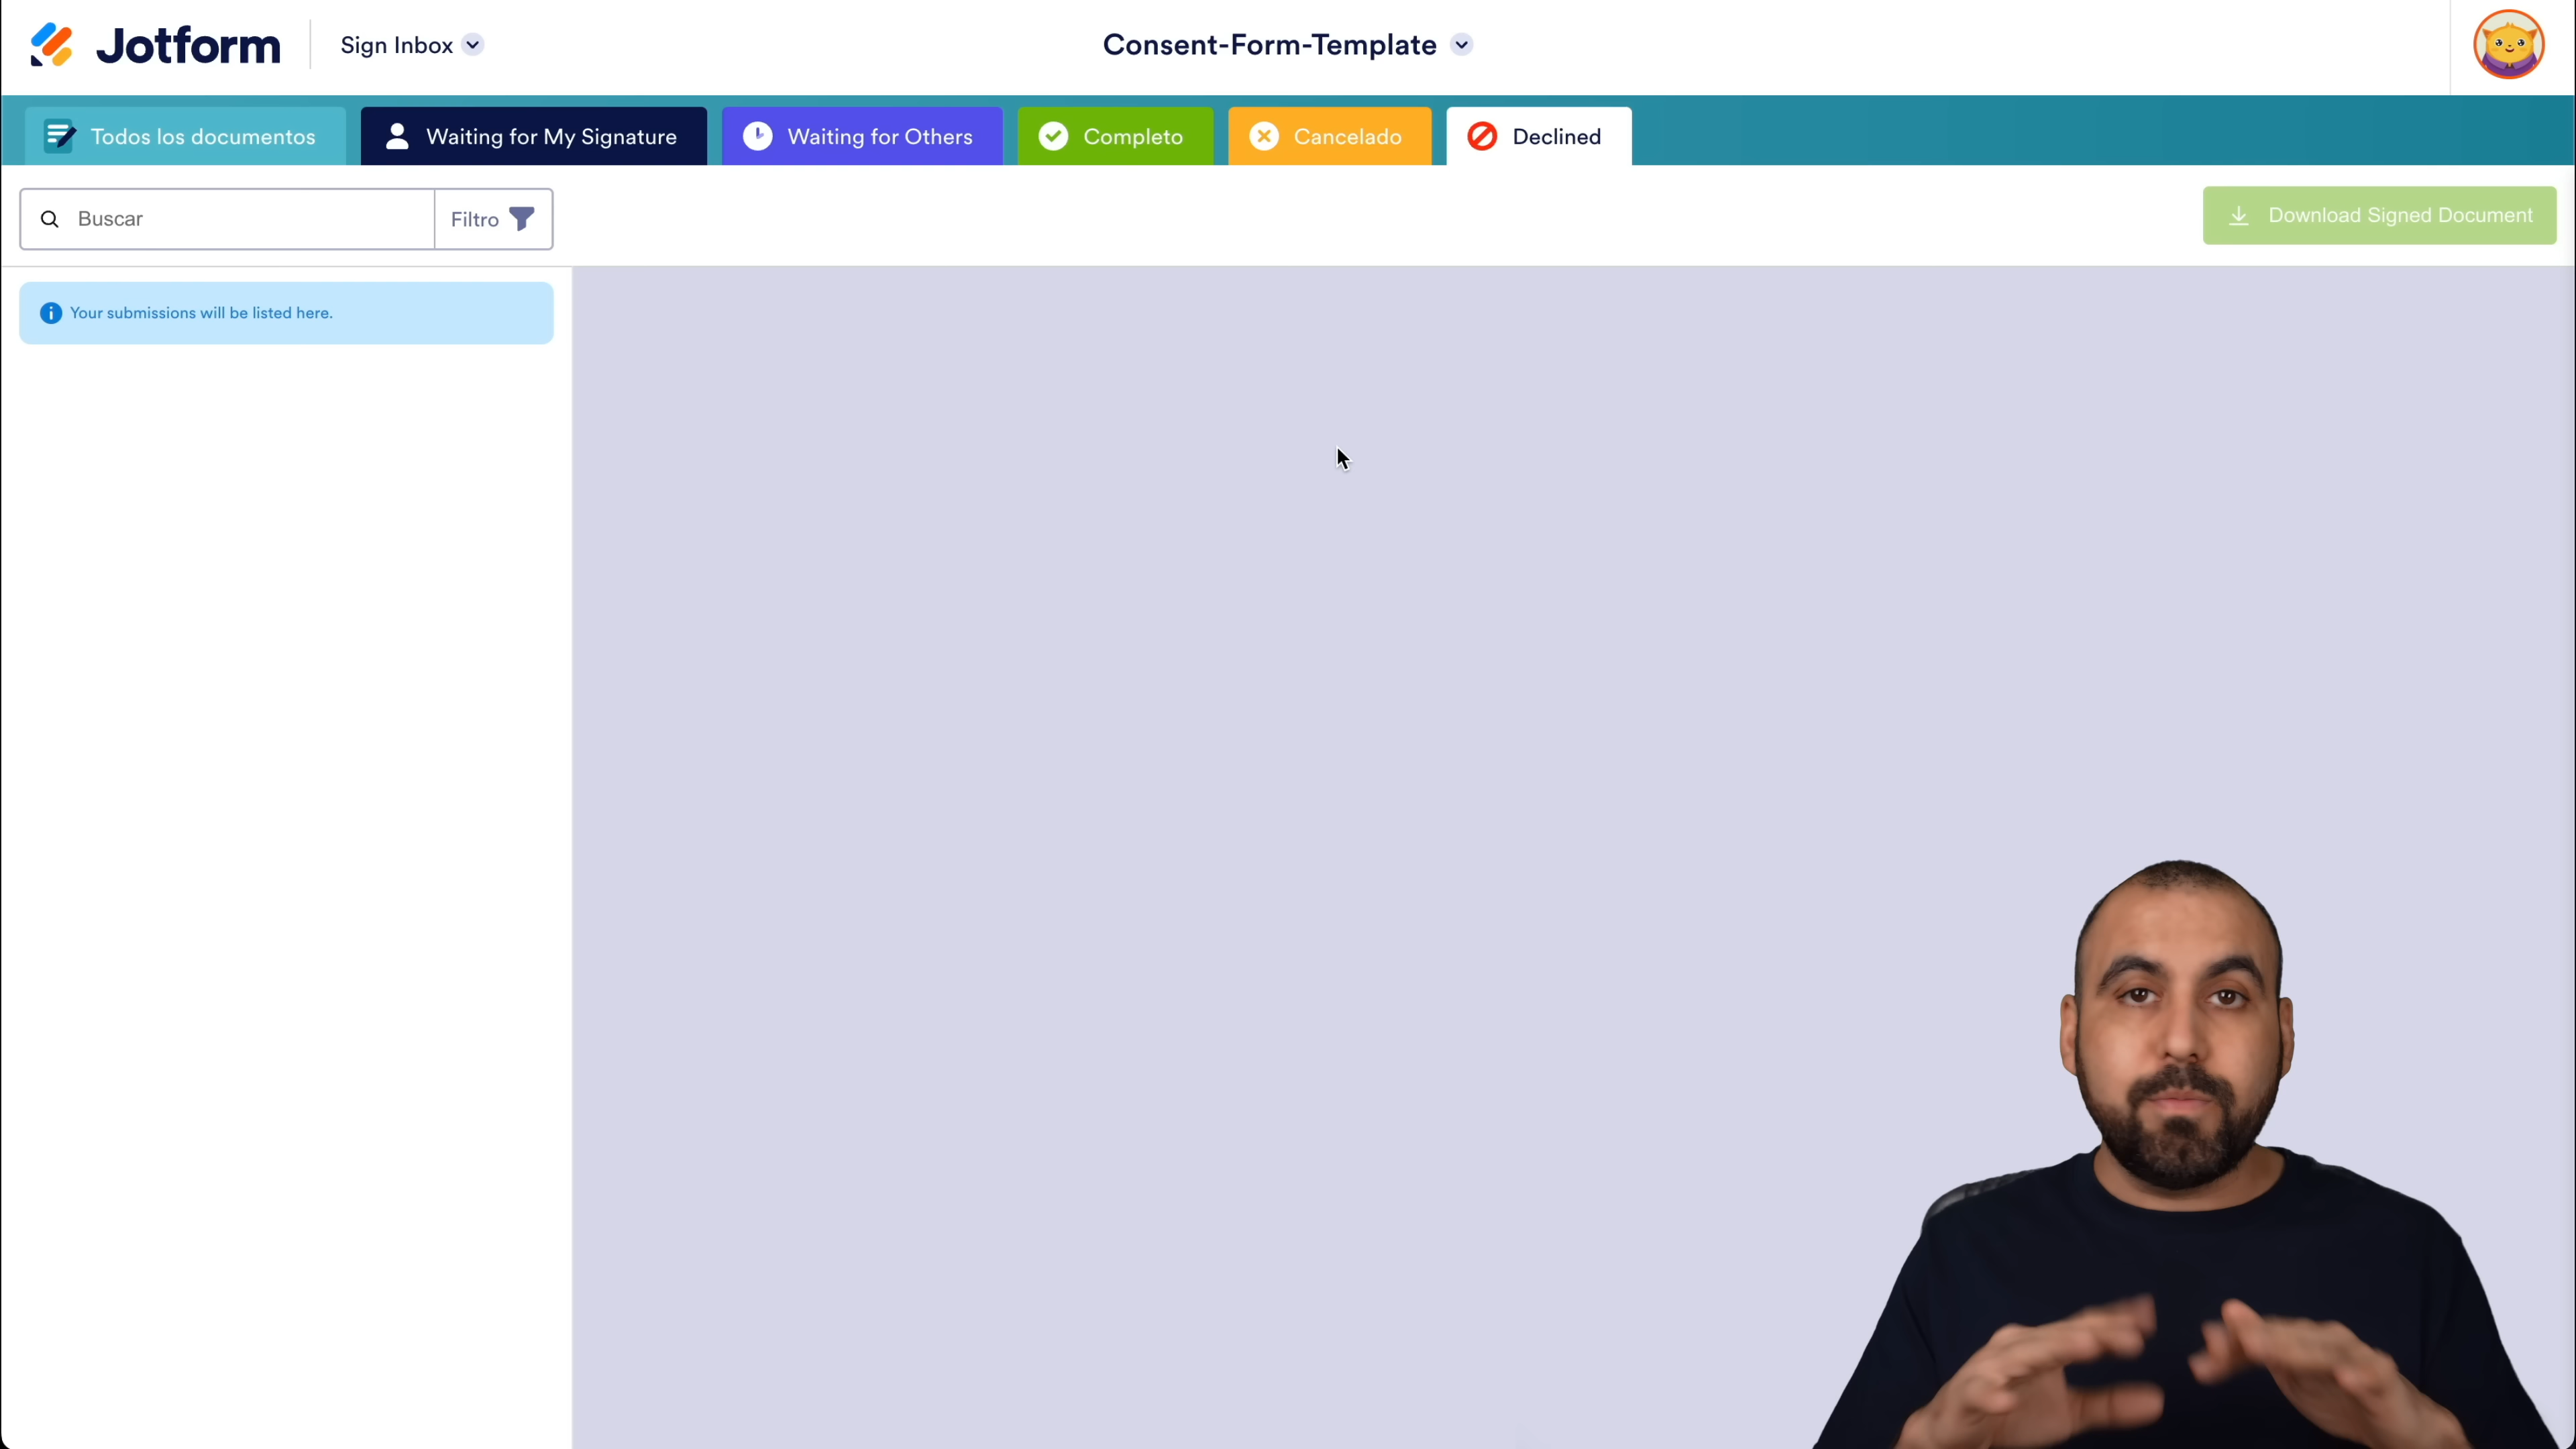 Jotform
Sign Inbox
Consent-Form-Template
Todos los documentos
Waiting for My Signature
Waiting for Others
Completo
Cancelado
Declined
Buscar
Filtro
Download Signed Document
Your submissions will be listed here.